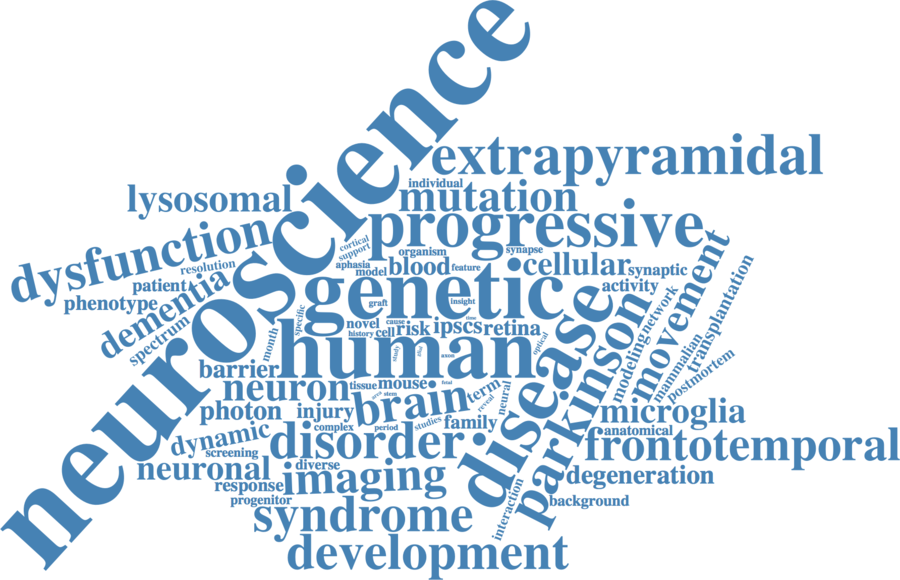 neuroscience
extrapyramidal
individual
lysosomal
mutation
progressive
dysfunction
cortical
support
organism
synapse
resolution
aphasia
model
blood
feature
cellular
synaptic
patient
activity
phenotype
dementia
genetic
graft
insight
movement
transplantation
spectrum
month
specific
novel
cause
history
cell
risk
ipscs
retina
optical
disease
parkinson
modeling
network
mammalian
postmortem
human
study
barrier
neuron
tissue
mouse
fetal
stem
term
reveal
neural
photon
injury
brain
microglia
complex
period
studies
family
anatomical
dynamic
screening
disorder
frontotemporal
neuronal
diverse
imaging
degeneration
response
progenitor
interaction
background
syndrome
development